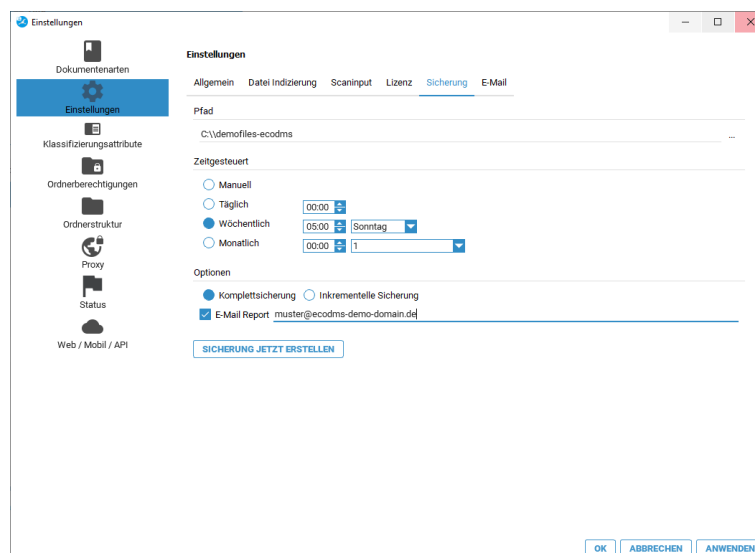 Einstellungen
Dokumentenarten
Einstellungen
Klassifizierungsattribute
Ordnerberechtigungen
Ordnerstruktur
Proxy
Status
Web / Mobil / API
Einstellungen
Allgemein Datei Indizierung Scaninput Lizenz Sicherung E-Mail
Pfad
C:\\demofiles-ecodms ...
Zeitgesteuert
Manuell
Täglich 00:00
Wöchentlich 05:00 Sonntag
Monatlich 00:00 1
Optionen
Komplettsicherung Inkrementelle Sicherung
E-Mail Report muster@ecodms-demo-domain.de
SICHERUNG JETZT ERSTELLEN
OK ABBRECHEN ANWENDEN